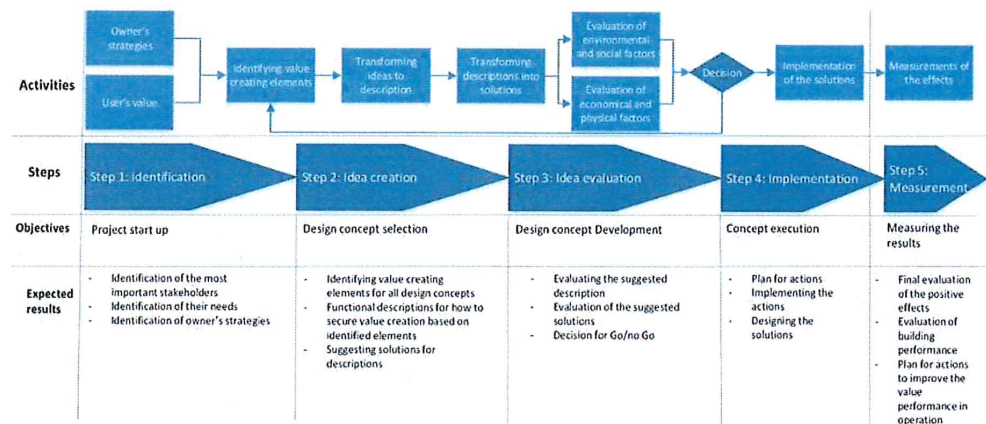 Activities
Owner's
strategies
User's value
Identifying value
creating elements
Transforming
ideas to
description
Transforming
descriptions into
solutions
Evaluation of
environmental
and social factors
Evaluation of
economical and
physical factors
Decision
Implementation
of the solutions
Measurements of
the effects
Steps
Step 1: Identification
Step 2: Idea creation
Step 3: Idea evaluation
Step 4: Implementation
Step 5:
Measurement
Objectives
Project start up
Design concept selection
Design concept Development
Concept execution
Measuring the
results
Expected
results
- Identification of the most
important stakeholders
- Identification of their needs
- Identification of owner's strategies
- Identifying value creating
elements for all design concepts
- Functional descriptions for how to
secure value creation based on
identified elements
- Suggesting solutions for
descriptions
- Evaluating the suggested
description
- Evaluation of the suggested
solutions
- Decision for Go/no Go
- Plan for actions
- Implementing the
actions
- Designing the
solutions
- Final evaluation
of the positive
effects
- Evaluation of
building
performance
- Plan for actions
to improve the
value
performance in
operation